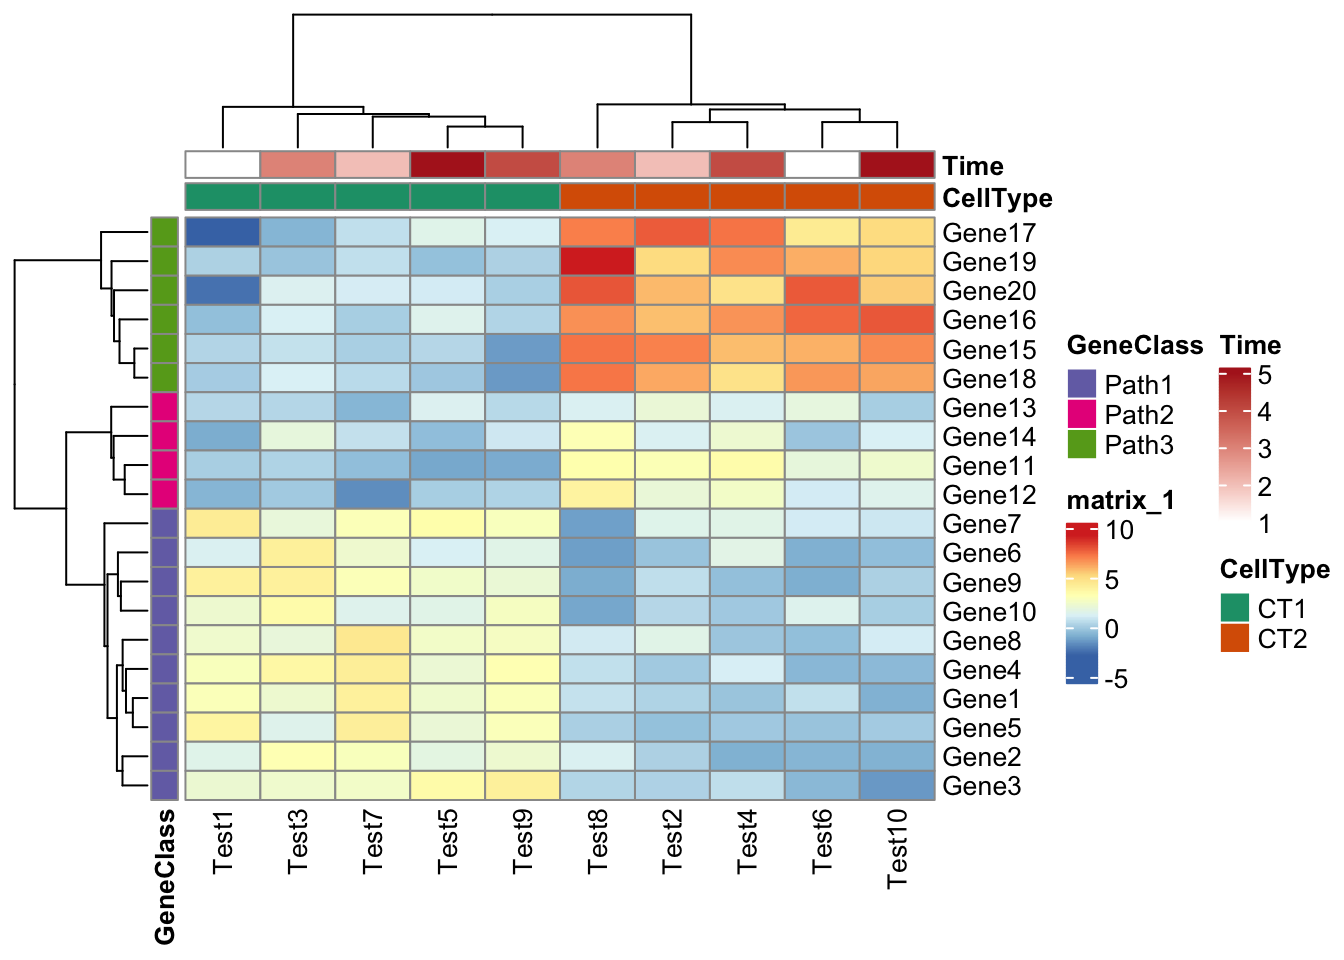 Time
CellType
Gene17
Gene19
Gene20
Gene16
Gene15
Gene18
Gene13
Gene14
Gene11
Gene12
Gene7
Gene6
Gene9
Gene10
Gene8
Gene4
Gene1
Gene5
Gene2
Gene3
GeneClass
Test1
Test3
Test7
Test5
Test9
Test8
Test2
Test4
Test6
Test10
GeneClass
Path1
Path2
Path3
matrix_1
10
5
0
-5
Time
5
4
3
2
1
CellType
CT1
CT2